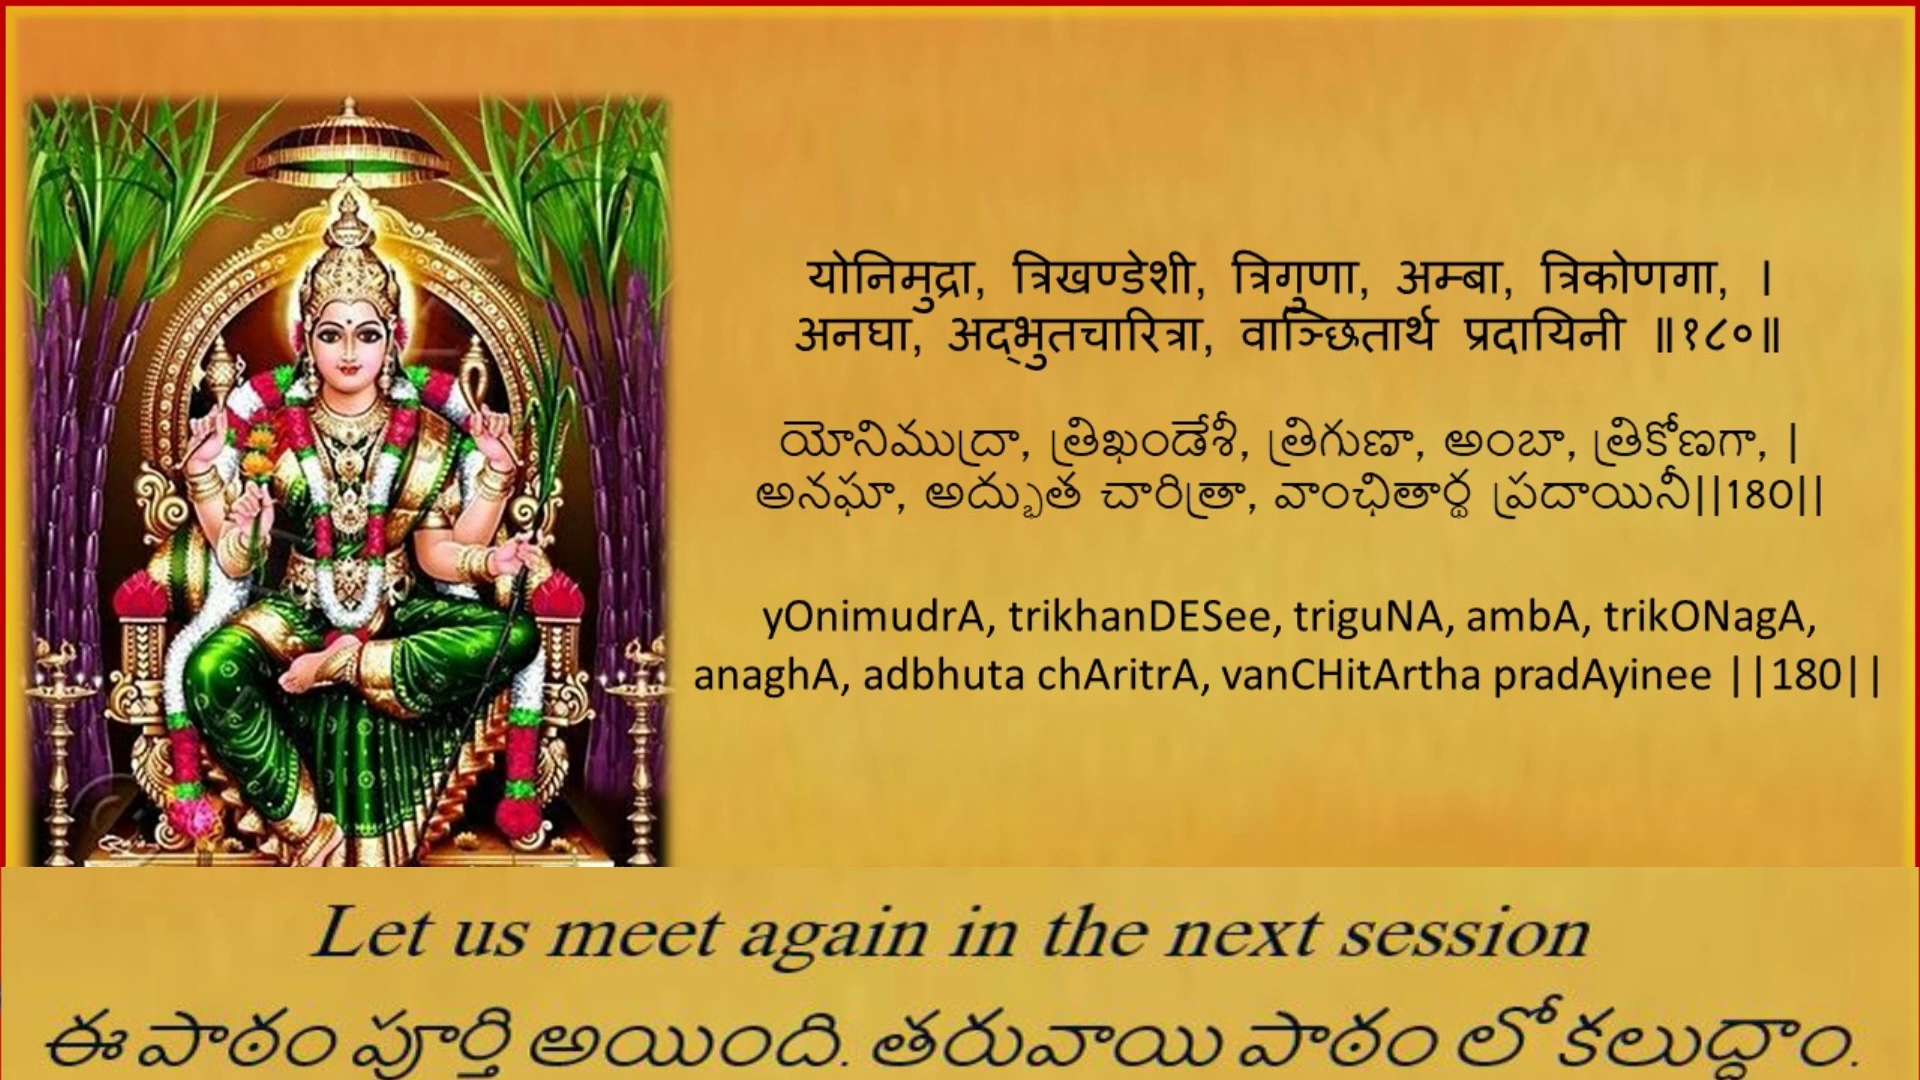 योनिमुद्रा, त्रिखण्डेशी, त्रिगुणा, अम्बा, त्रिकोणगा, ।
अनघा, अद्‌भुतचारित्रा, वाञ्छितार्थ प्रदायिनी ॥१८०॥
యోనిముద్రా, త్రిఖండేశీ, త్రిగుణా, అంబా, త్రికోణగా, |
అనఘా, అద్భుత చారిత్రా, వాంఛితార్థ ప్రదాయినీ||180||
yOnimudrA, trikhanDESee, triguNA, ambA, trikONagA,
anaghA, adbhuta chAritrA, vanCHitArtha pradAyinee ||180||
Let us meet again in the next session
ఈ పాఠం పూర్తి అయింది. తరువాయి పాఠం లో కలుద్దాం.